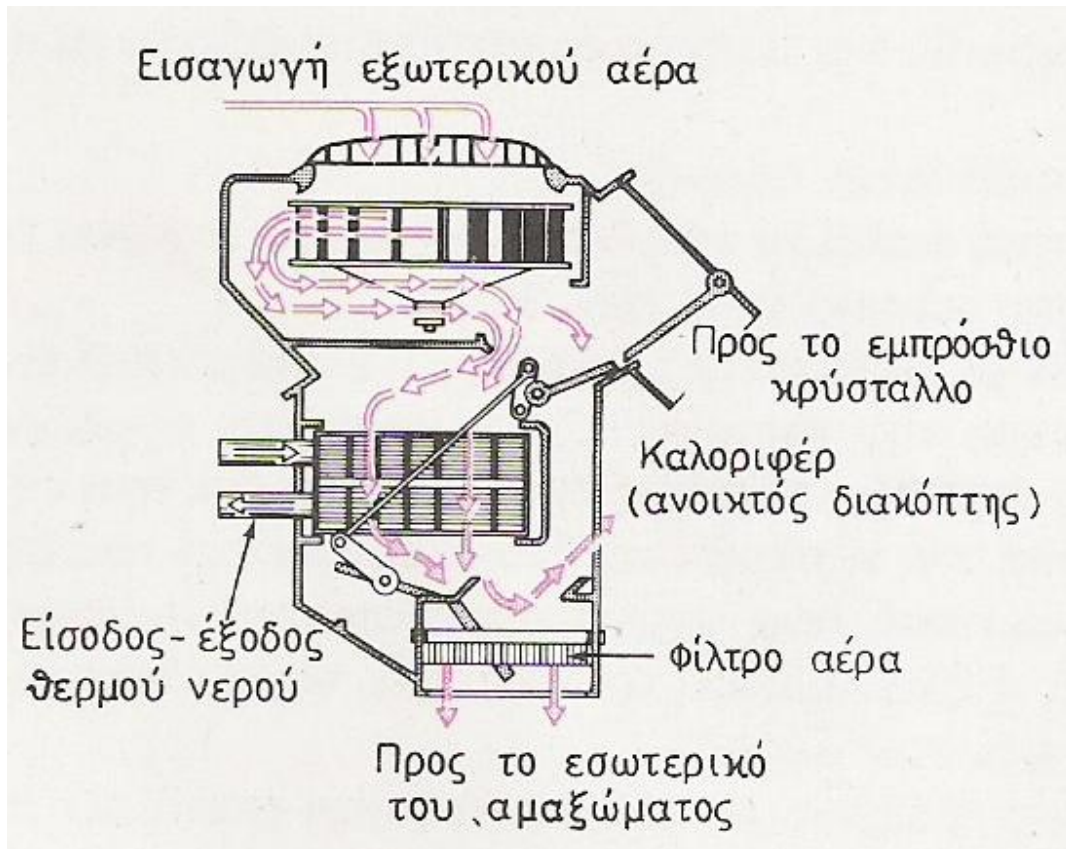 Εισαγωγή εξωτερικού αέρα
Πρός το εμπρόσθιο
κρύσταλλο
Καλοριφέρ
(ανοικτός διακόπτης)
Είσοδος-έξοδος
θερμού νερού
Φίλτρο αέρα
Προς το εσωτερικό
του αμαξώματος